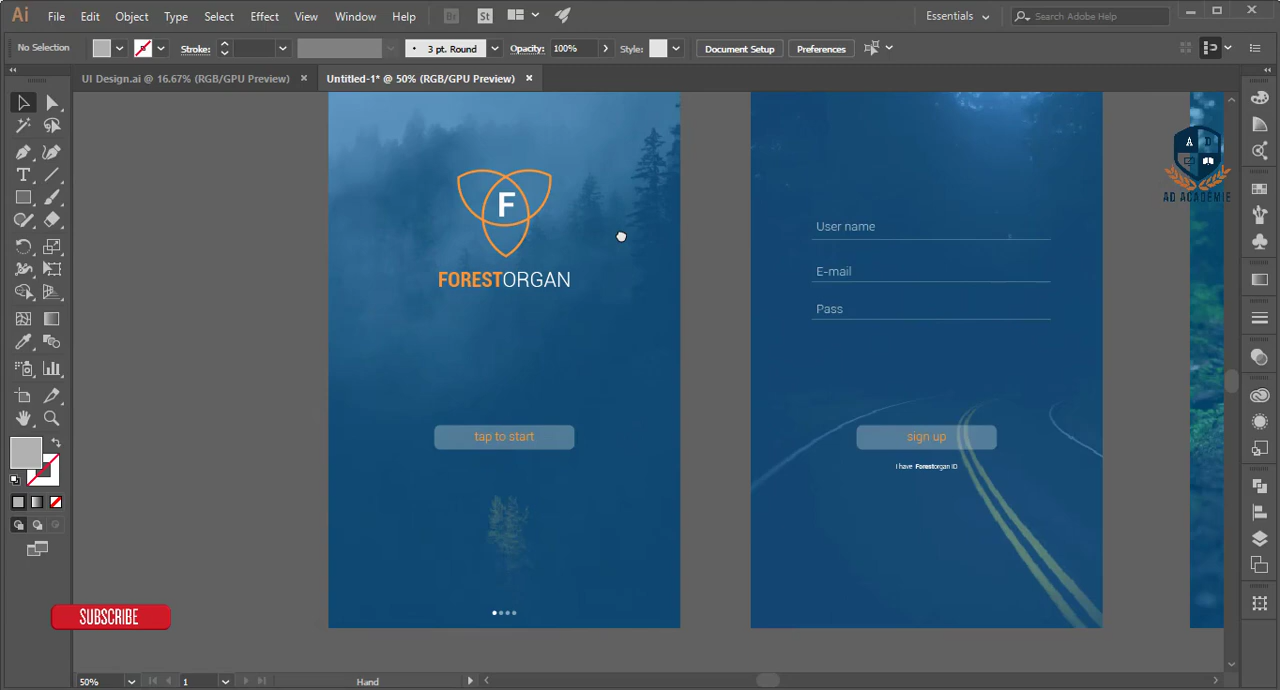 Ai File Edit Object Type Select Effect View Window Help Br St Essentials Search Adobe Help
No Selection Stroke: 3 pt. Round Opacity: 100% Style: Document Setup Preferences
UI Design.ai @ 16.67% (RGB/GPU Preview) × Untitled-1* @ 50% (RGB/GPU Preview) ×
A D
AD ACADEMIE
F
FORESTORGAN
User name
E-mail
Pass
tap to start
sign up
I have Forestorgan ID
SUBSCRIBE
50% 1 Hand